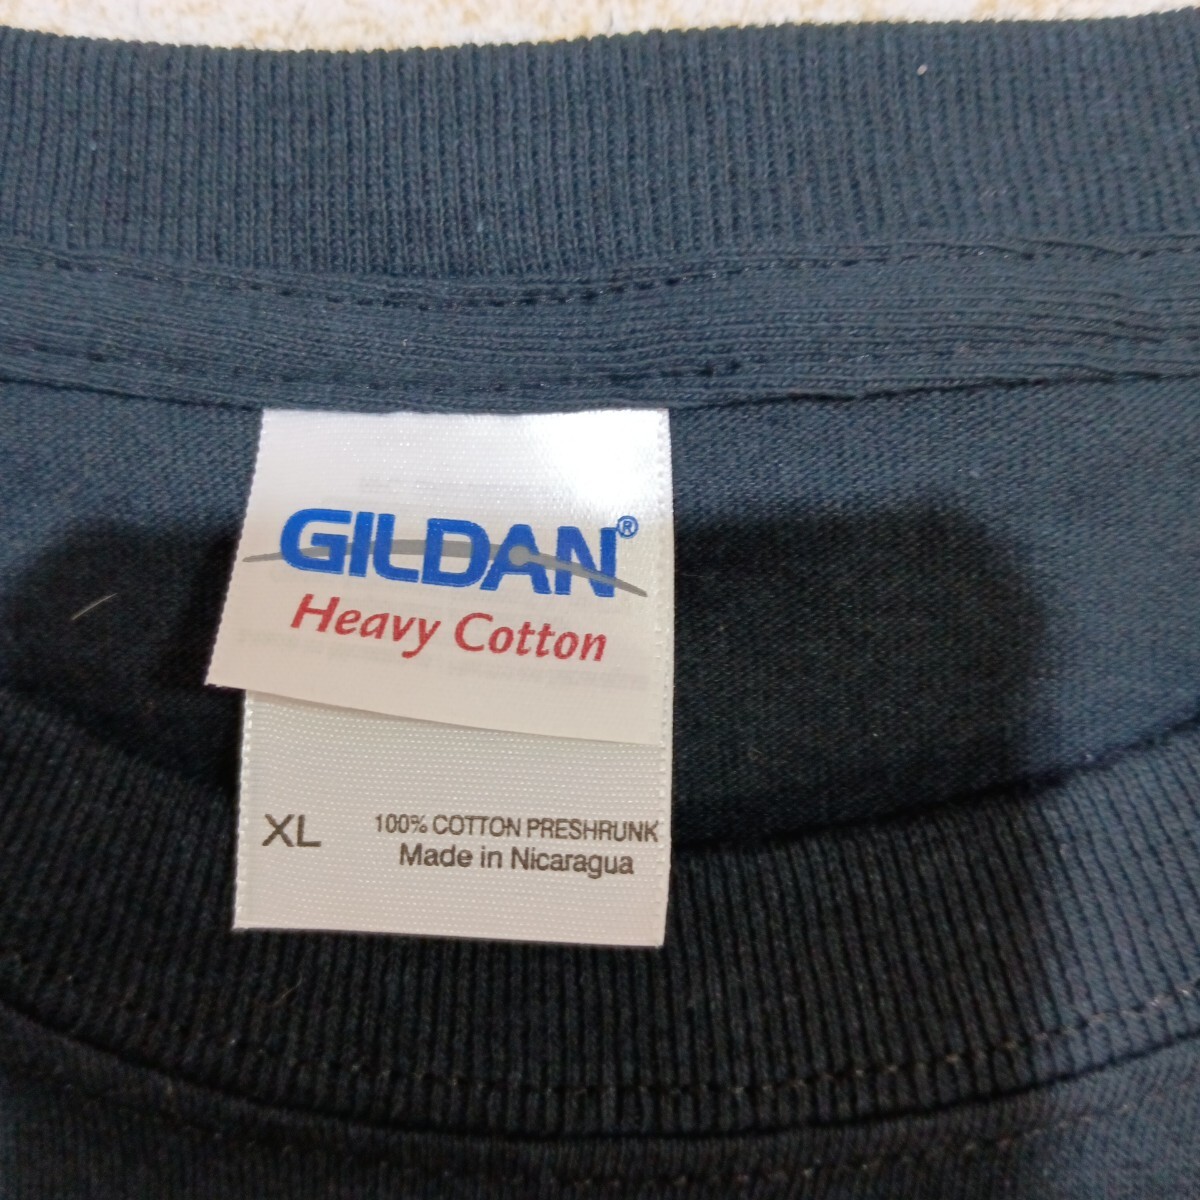 GILDAN®
Heavy Cotton
XL
100% COTTON PRESHRUNK
Made in Nicaragua